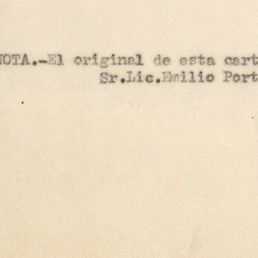 NOTA.-El original de esta cart
Sr.Lic.Emilio Port